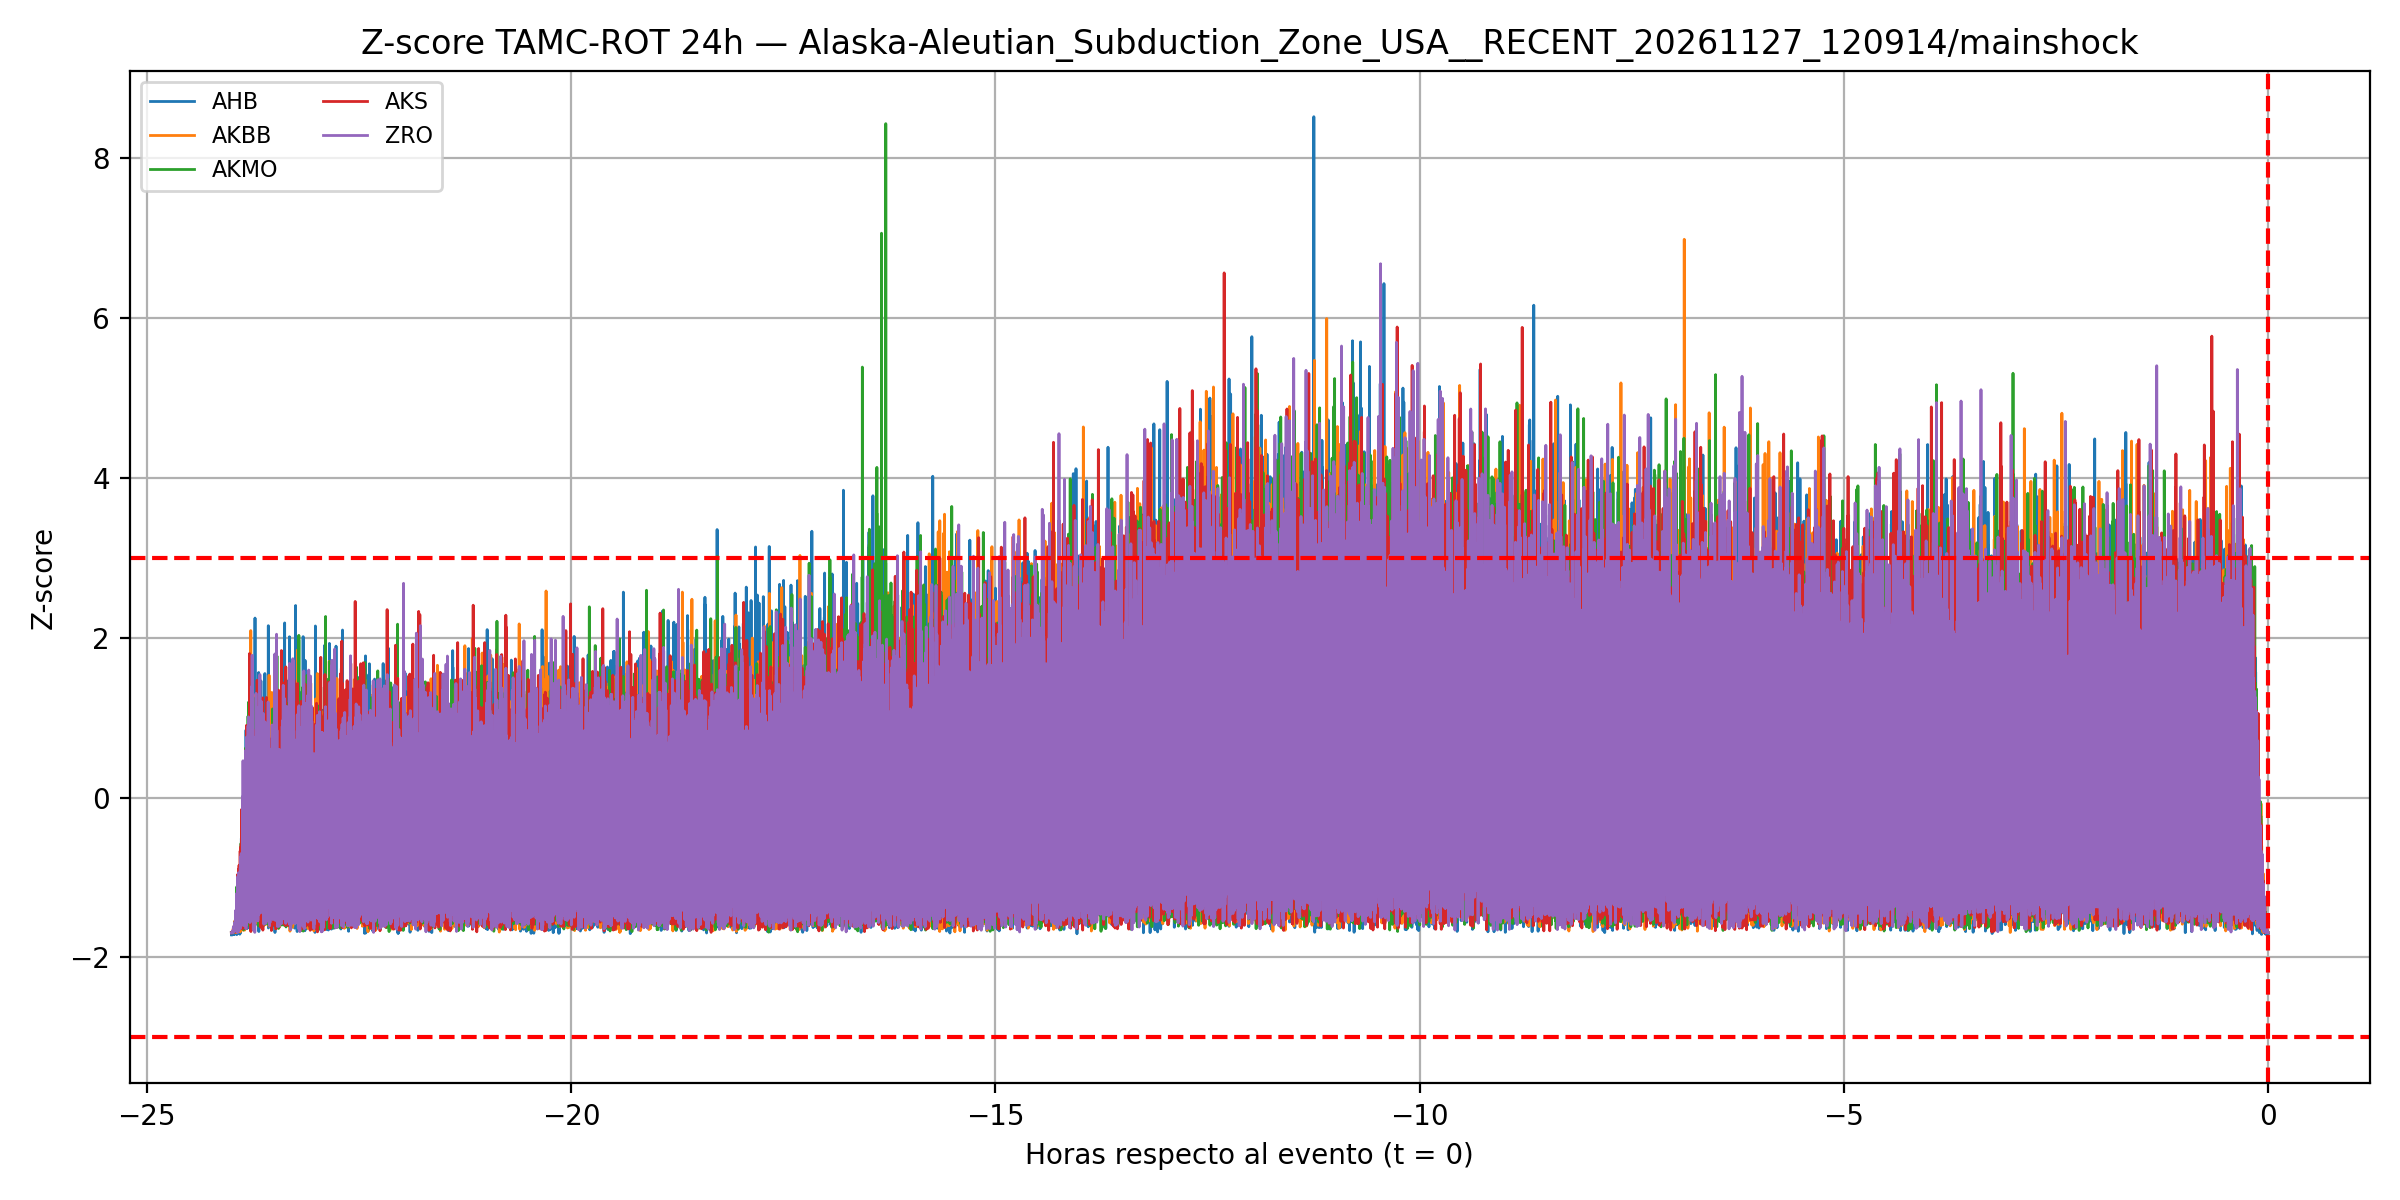 Z-score TAMC-ROT 24h — Alaska-Aleutian_Subduction_Zone_USA__RECENT_20261127_120914/mainshock
AHB
AKBB
AKMO
AKS
ZRO
8
6
4
2
0
−2
Z-score
−25
−20
−15
−10
−5
0
Horas respecto al evento (t = 0)